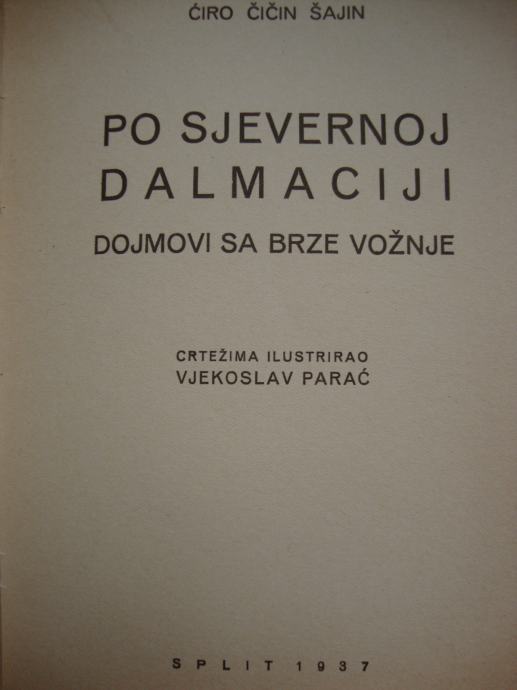 ĆIRO ČIČIN ŠAJIN
PO SJEVERNOJ
DALMACIJI
DOJMOVI SA BRZE VOŽNJE
CRTEŽIMA ILUSTRIRAO
VJEKOSLAV PARAĆ
SPLIT 1937